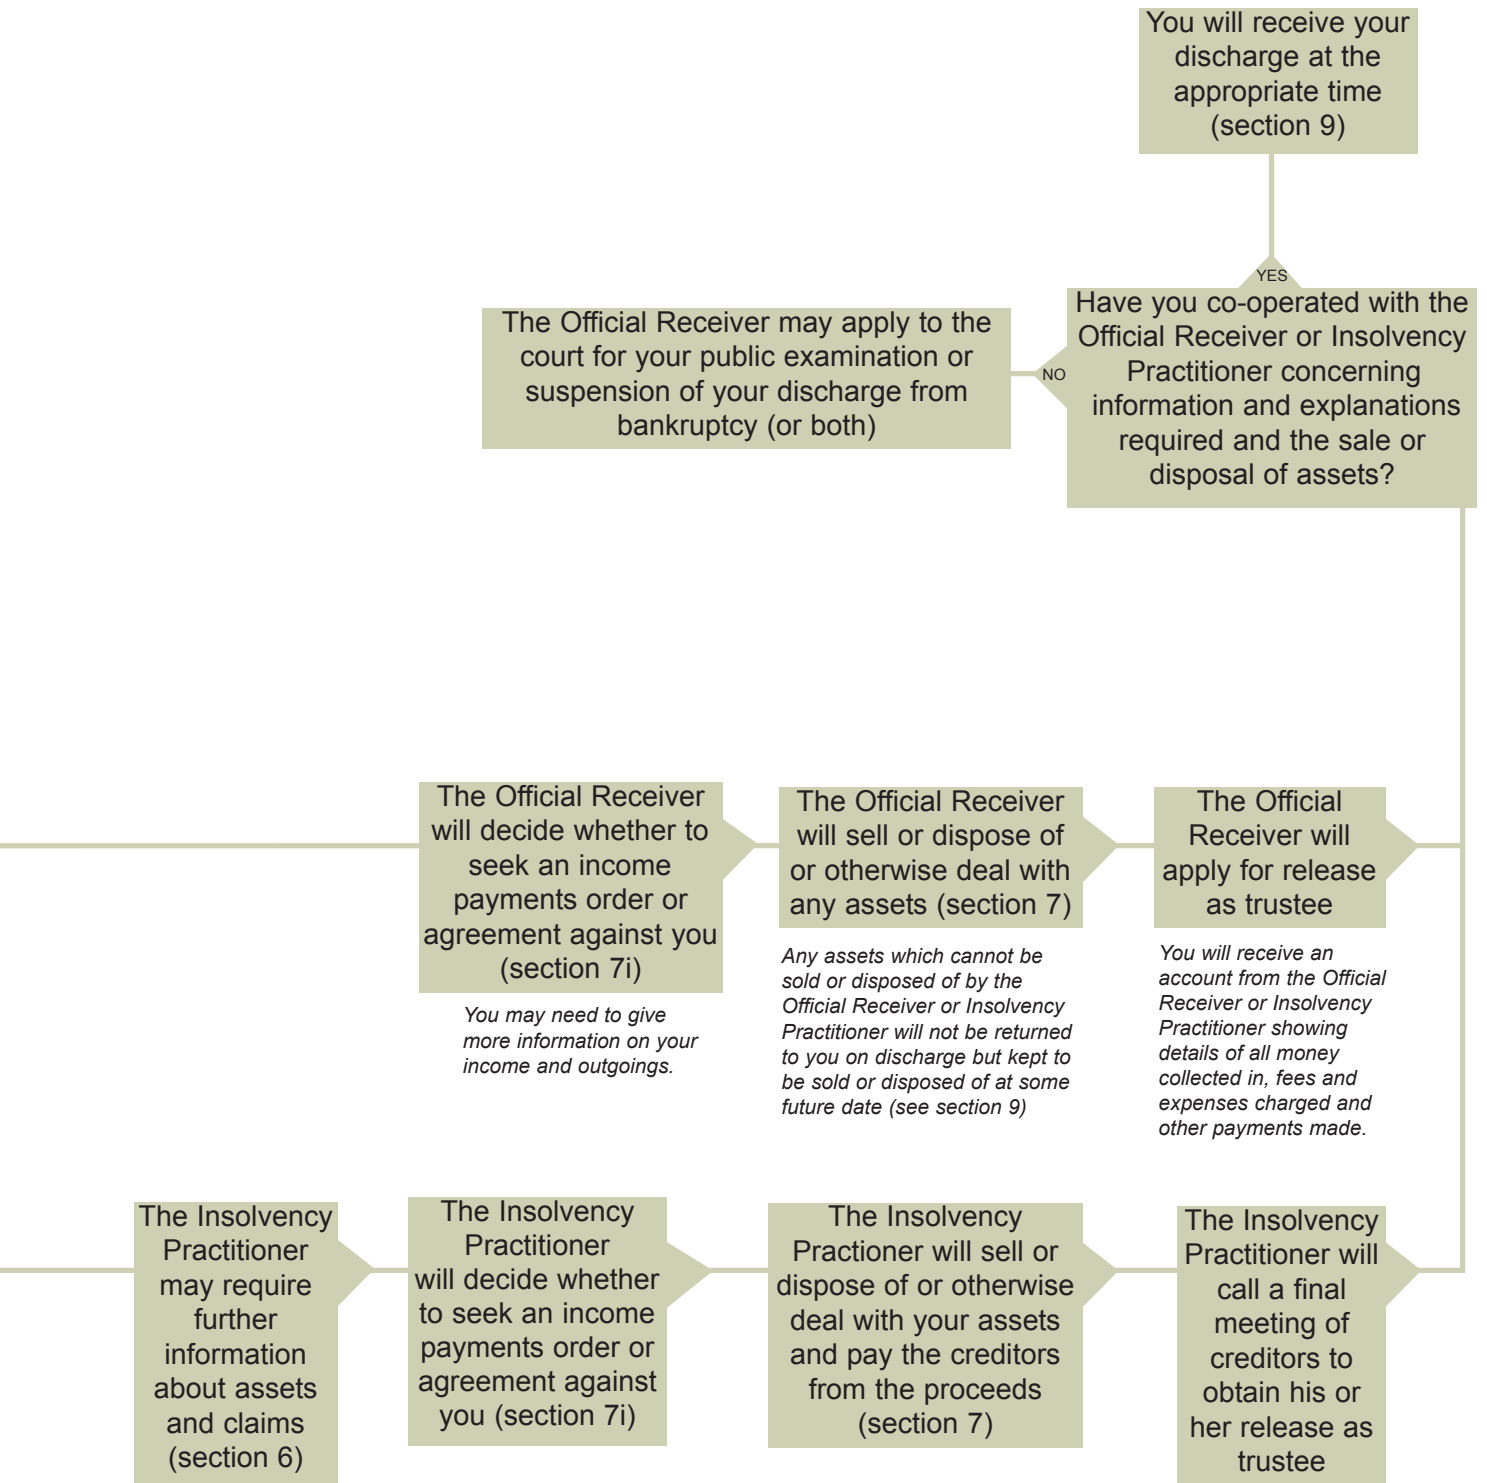 You will receive your
discharge at the
appropriate time
(section 9)
YES
Have you co-operated with the
Official Receiver or Insolvency
Practitioner concerning
information and explanations
required and the sale or
disposal of assets?
NO
The Official Receiver may apply to the
court for your public examination or
suspension of your discharge from
bankruptcy (or both)
The Official Receiver
will decide whether to
seek an income
payments order or
agreement against you
(section 7i)
You may need to give
more information on your
income and outgoings.
The Official Receiver
will sell or dispose of
or otherwise deal with
any assets (section 7)
Any assets which cannot be
sold or disposed of by the
Official Receiver or Insolvency
Practitioner will not be returned
to you on discharge but kept to
be sold or disposed of at some
future date (see section 9)
The Official
Receiver will
apply for release
as trustee
You will receive an
account from the Official
Receiver or Insolvency
Practitioner showing
details of all money
collected in, fees and
expenses charged and
other payments made.
The Insolvency
Practitioner
may require
further
information
about assets
and claims
(section 6)
The Insolvency
Practitioner
will decide whether
to seek an income
payments order or
agreement against
you (section 7i)
The Insolvency
Practioner will sell or
dispose of or otherwise
deal with your assets
and pay the creditors
from the proceeds
(section 7)
The Insolvency
Practitioner will
call a final
meeting of
creditors to
obtain his or
her release as
trustee